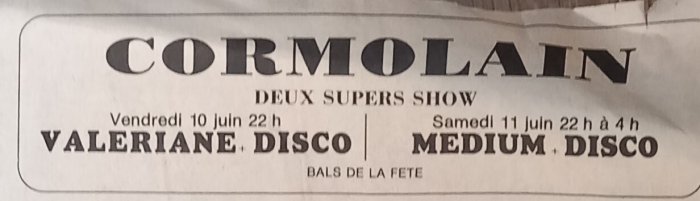 CORMOLAIN
DEUX SUPERS SHOW
Vendredi 10 juin 22 h
VALERIANE. DISCO
Samedi 11 juin 22 h à 4 h
MEDIUM. DISCO
BALS DE LA FETE